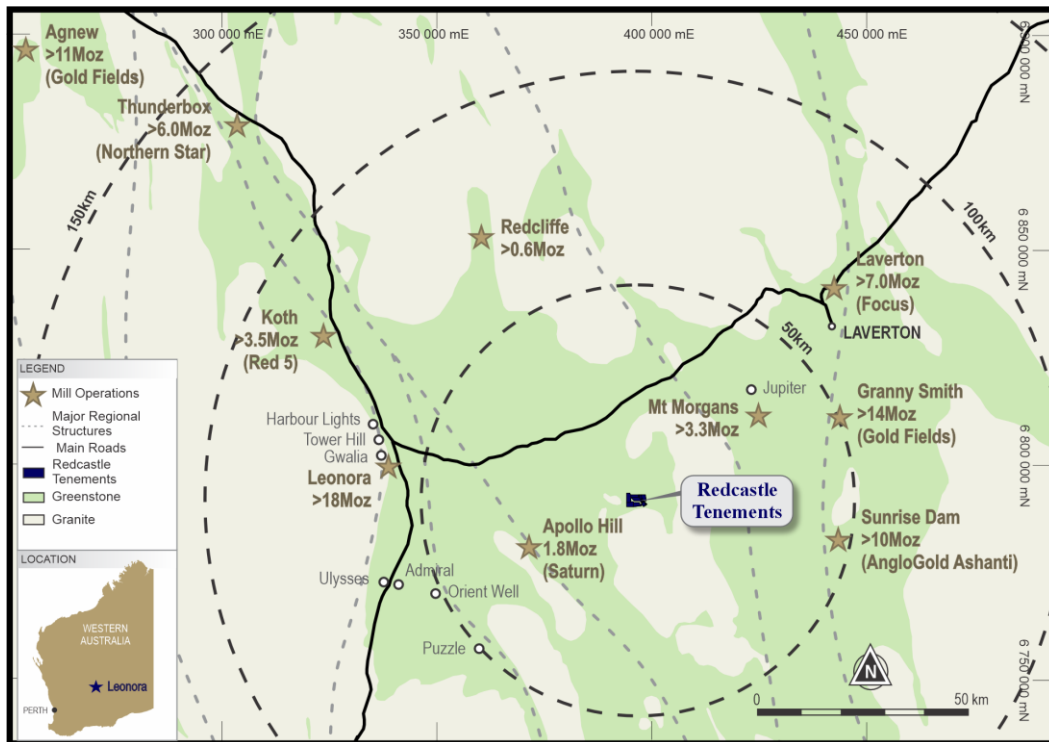 Agnew
>11Moz
(Gold Fields)
300 000 mE
350 000 mE
400 000 mE
450 000 mE
6 900 000 mN
Thunderbox
>6.0Moz
(Northern Star)
150km
100km
Redcliffe
>0.6Moz
6 850 000 mN
Laverton
>7.0Moz
(Focus)
LAVERTON
Koth
>3.5Moz
(Red 5)
50km
LEGEND
Mill Operations
Major Regional
Structures
Main Roads
Redcastle
Tenements
Greenstone
Granite
Harbour Lights
Tower Hill
Gwalia
Leonora
>18Moz
Jupiter
Mt Morgans
>3.3Moz
Granny Smith
>14Moz
(Gold Fields)
6 800 000 mN
Redcastle
Tenements
Apollo Hill
1.8Moz
(Saturn)
Sunrise Dam
>10Moz
(AngloGold Ashanti)
LOCATION
WESTERN
AUSTRALIA
Leonora
PERTH
Ulysses
Admiral
Orient Well
Puzzle
6 750 000 mN
N
0
50 km